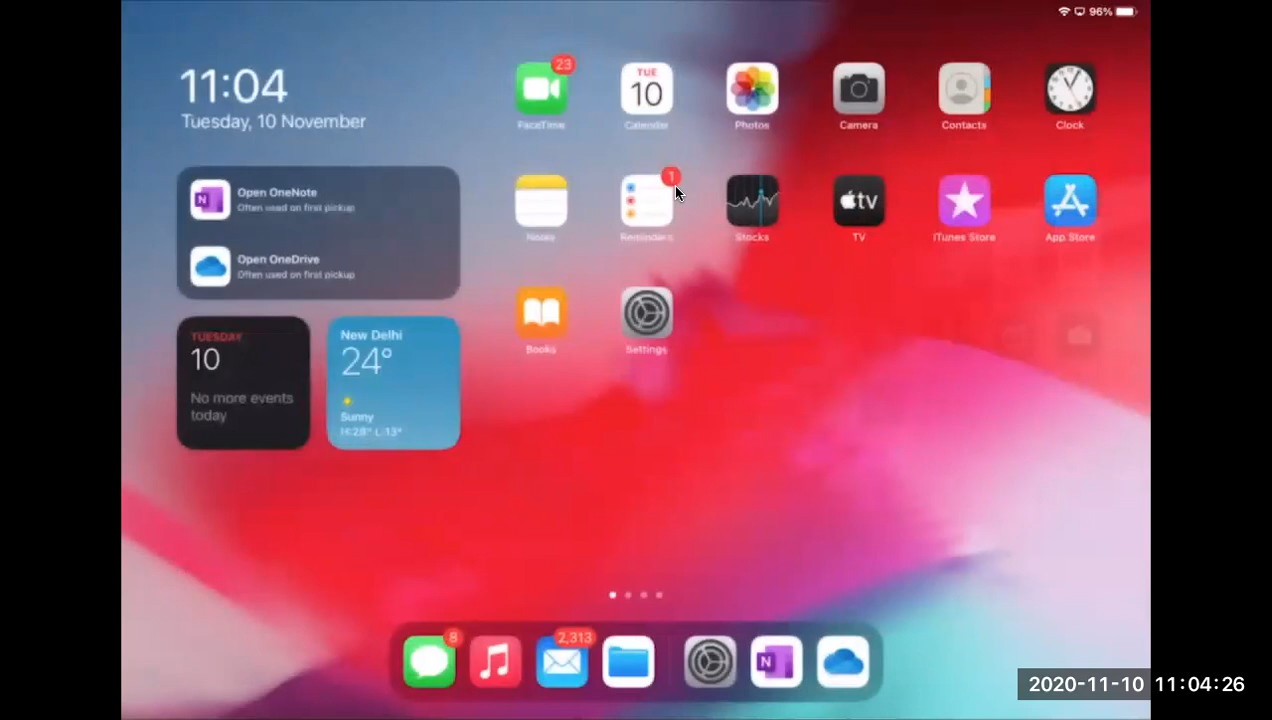 96%
11:04
Tuesday, 10 November
Open OneNote
Often used on first pickup
Open OneDrive
Often used on first pickup
TUESDAY
10
No more events
today
New Delhi
24°
Sunny
H:28° L:13°
23
FaceTime
TUE
10
Calendar
Photos
Camera
Contacts
Clock
Notes
1
Reminders
Stocks
tv
TV
iTunes Store
App Store
Books
Settings
8
2,313
N
2020-11-10 11:04:26